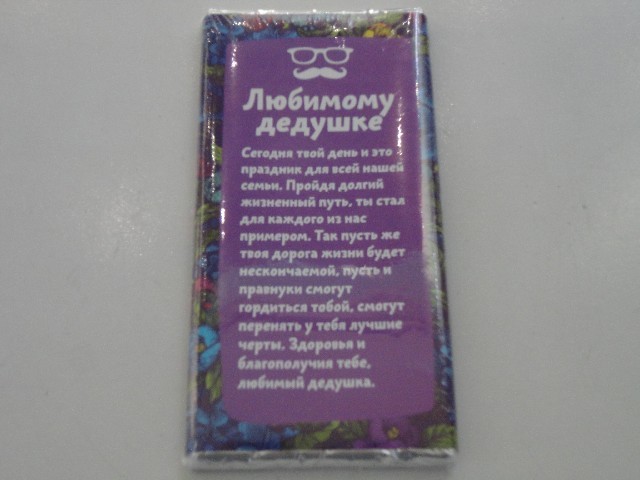 Любимому
дедушке
Сегодня твой день и это
праздник для всей нашей
семьи. Пройдя долгий
жизненный путь, ты стал
для каждого из нас
примером. Так пусть же
твоя дорога жизни будет
нескончаемой, пусть и
правнуки смогут
гордиться тобой, смогут
перенять у тебя лучшие
черты. Здоровья и
благополучия тебе,
любимый дедушка.